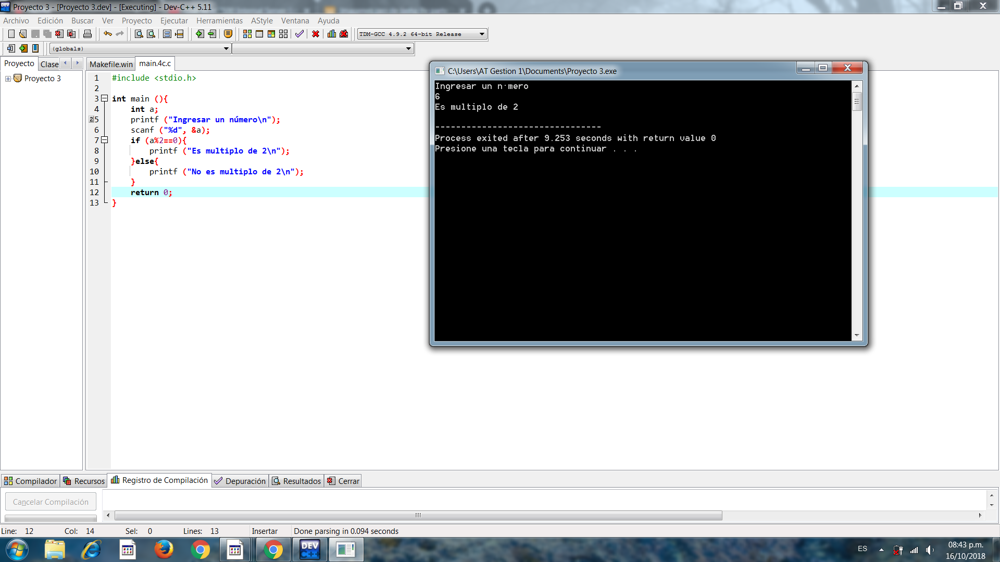 Proyecto 3 - [Proyecto 3.dev] - [Executing] - Dev-C++ 5.11
Archivo Edición Buscar Ver Proyecto Ejecutar Herramientas AStyle Ventana Ayuda
TDM-GCC 4.9.2 64-bit Release
(globals)
Proyecto Clase Makefile.win main.4c.c
Proyecto 3
1 #include <stdio.h>
2
3 int main (){
4 int a;
5 printf ("Ingresar un número\n");
6 scanf ("%d", &a);
7 if (a%2==0){
8 printf ("Es multiplo de 2\n");
9 }else{
10 printf ("No es multiplo de 2\n");
11 }
12 return 0;
13 }
C:\Users\AT Gestion 1\Documents\Proyecto 3.exe
Ingresar un n·mero
6
Es multiplo de 2
--------------------------------
Process exited after 9.253 seconds with return value 0
Presione una tecla para continuar . . .
Compilador Recursos Registro de Compilación Depuración Resultados Cerrar
Cancelar Compilación
Line: 12 Col: 14 Sel: 0 Lines: 13 Insertar Done parsing in 0.094 seconds
DEV C++
ES
08:43 p.m.
16/10/2018